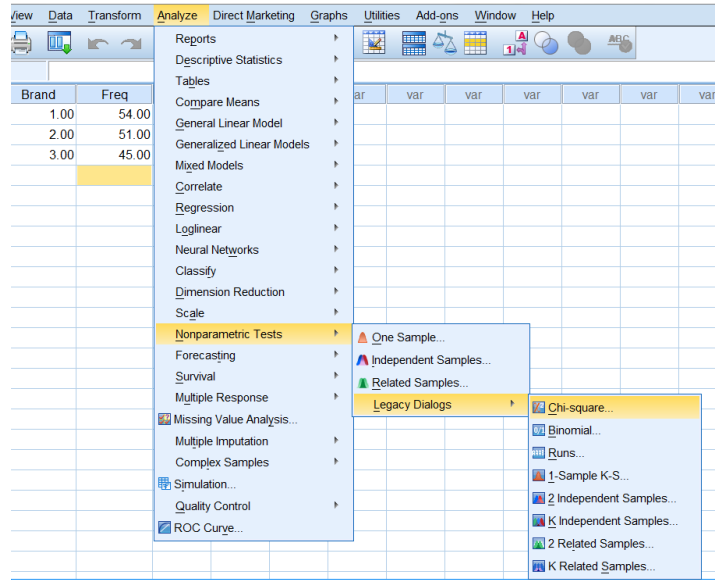 View Data Transform Analyze Direct Marketing Graphs Utilities Add-ons Window Help
ABC
A
1
Brand Freq ar var var var var var var
1.00 54.00
2.00 51.00
3.00 45.00
Reports
Descriptive Statistics
Tables
Compare Means
General Linear Model
Generalized Linear Models
Mixed Models
Correlate
Regression
Loglinear
Neural Networks
Classify
Dimension Reduction
Scale
Nonparametric Tests
Forecasting
Survival
Multiple Response
Missing Value Analysis...
Multiple Imputation
Complex Samples
Simulation...
Quality Control
ROC Curve...
One Sample...
Independent Samples...
Related Samples...
Legacy Dialogs
Chi-square...
Binomial...
Runs...
1-Sample K-S...
2 Independent Samples...
K Independent Samples...
2 Related Samples...
K Related Samples...